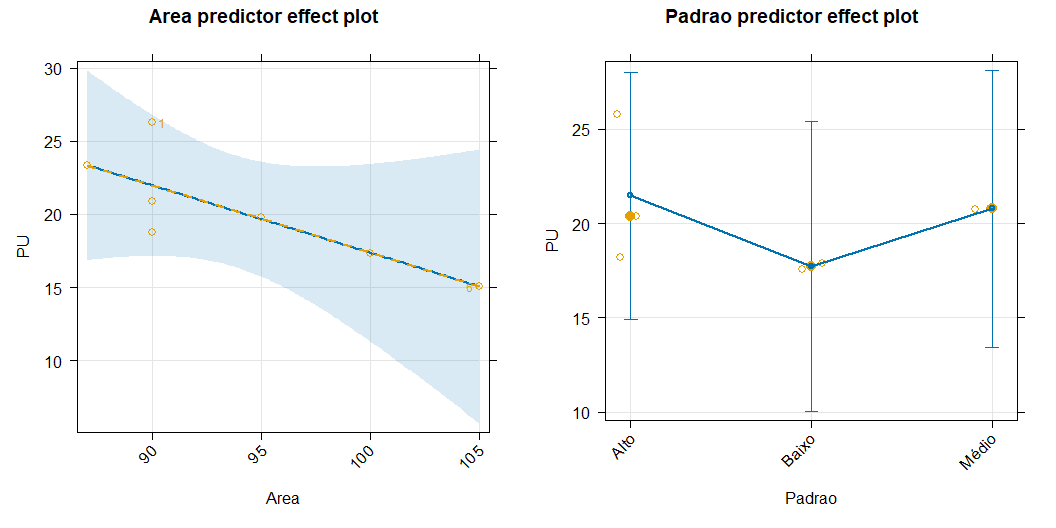 Area predictor effect plot
PU
30
25
20
15
10
1
6
90
95
100
105
Area
Padrao predictor effect plot
PU
25
20
15
10
Alto
Baixo
Médio
Padrao